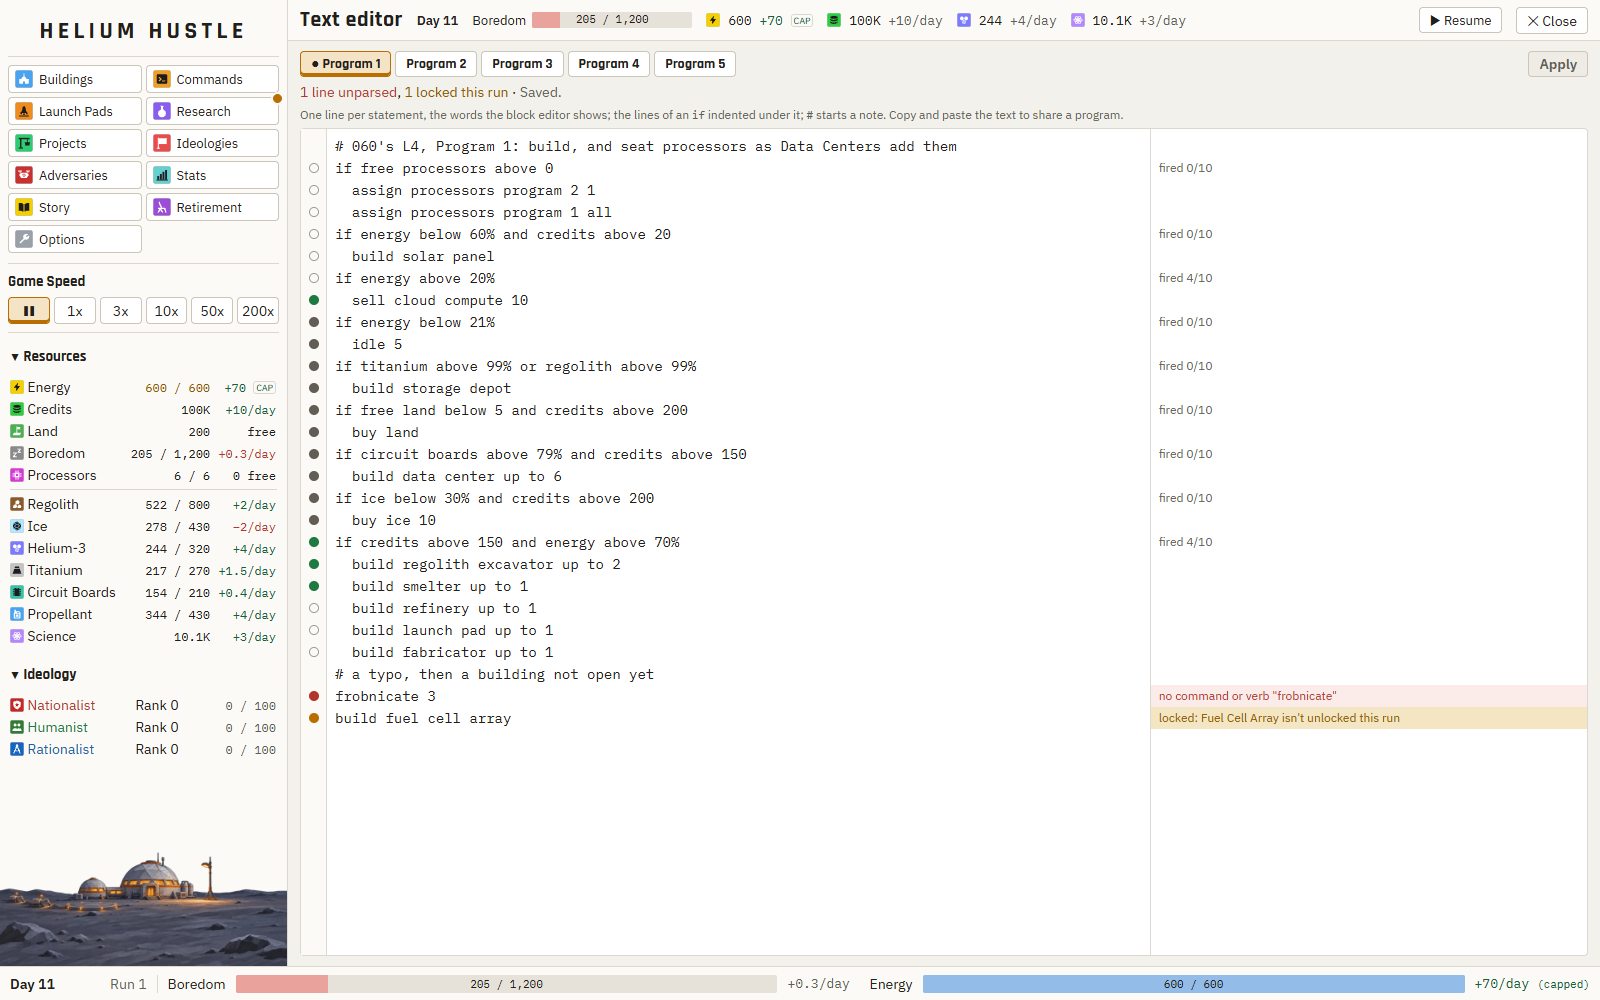 HELIUM HUSTLE
Buildings
Commands
Launch Pads
Research
Projects
Ideologies
Adversaries
Stats
Story
Retirement
Options
Game Speed
1x
3x
10x
50x
200x
▼ Resources
Energy 600 / 600 +70 CAP
Credits 100K +10/day
Land 200 free
Boredom 205 / 1,200 +0.3/day
Processors 6 / 6 0 free
Regolith 522 / 800 +2/day
Ice 278 / 430 −2/day
Helium-3 244 / 320 +4/day
Titanium 217 / 270 +1.5/day
Circuit Boards 154 / 210 +0.4/day
Propellant 344 / 430 +4/day
Science 10.1K +3/day
▼ Ideology
Nationalist Rank 0 0 / 100
Humanist Rank 0 0 / 100
Rationalist Rank 0 0 / 100
Text editor Day 11 Boredom 205 / 1,200 600 +70 CAP 100K +10/day 244 +4/day 10.1K +3/day
▶ Resume
✕ Close
● Program 1
Program 2
Program 3
Program 4
Program 5
Apply
1 line unparsed, 1 locked this run · Saved.
One line per statement, the words the block editor shows; the lines of an if indented under it; # starts a note. Copy and paste the text to share a program.
# 060's L4, Program 1: build, and seat processors as Data Centers add them
if free processors above 0 fired 0/10
assign processors program 2 1
assign processors program 1 all
if energy below 60% and credits above 20 fired 0/10
build solar panel
if energy above 20% fired 4/10
sell cloud compute 10
if energy below 21% fired 0/10
idle 5
if titanium above 99% or regolith above 99% fired 0/10
build storage depot
if free land below 5 and credits above 200 fired 0/10
buy land
if circuit boards above 79% and credits above 150 fired 0/10
build data center up to 6
if ice below 30% and credits above 200 fired 0/10
buy ice 10
if credits above 150 and energy above 70% fired 4/10
build regolith excavator up to 2
build smelter up to 1
build refinery up to 1
build launch pad up to 1
build fabricator up to 1
# a typo, then a building not open yet
frobnicate 3 no command or verb "frobnicate"
build fuel cell array locked: Fuel Cell Array isn't unlocked this run
Day 11 Run 1 Boredom 205 / 1,200 +0.3/day Energy 600 / 600 +70/day (capped)